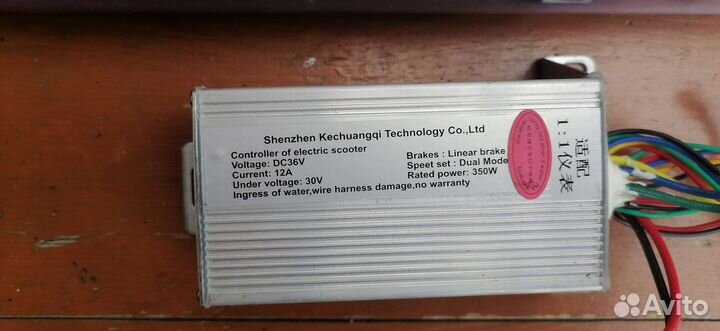 Shenzhen Kechuangqi Technology Co.,Ltd
Controller of electric scooter
Voltage: DC36V
Current: 12A
Under voltage: 30V
Brakes : Linear brake
Speet set : Dual Mode
Rated power: 350W
Ingress of water,wire harness damage,no warranty
适配
1:1仪表
Avito